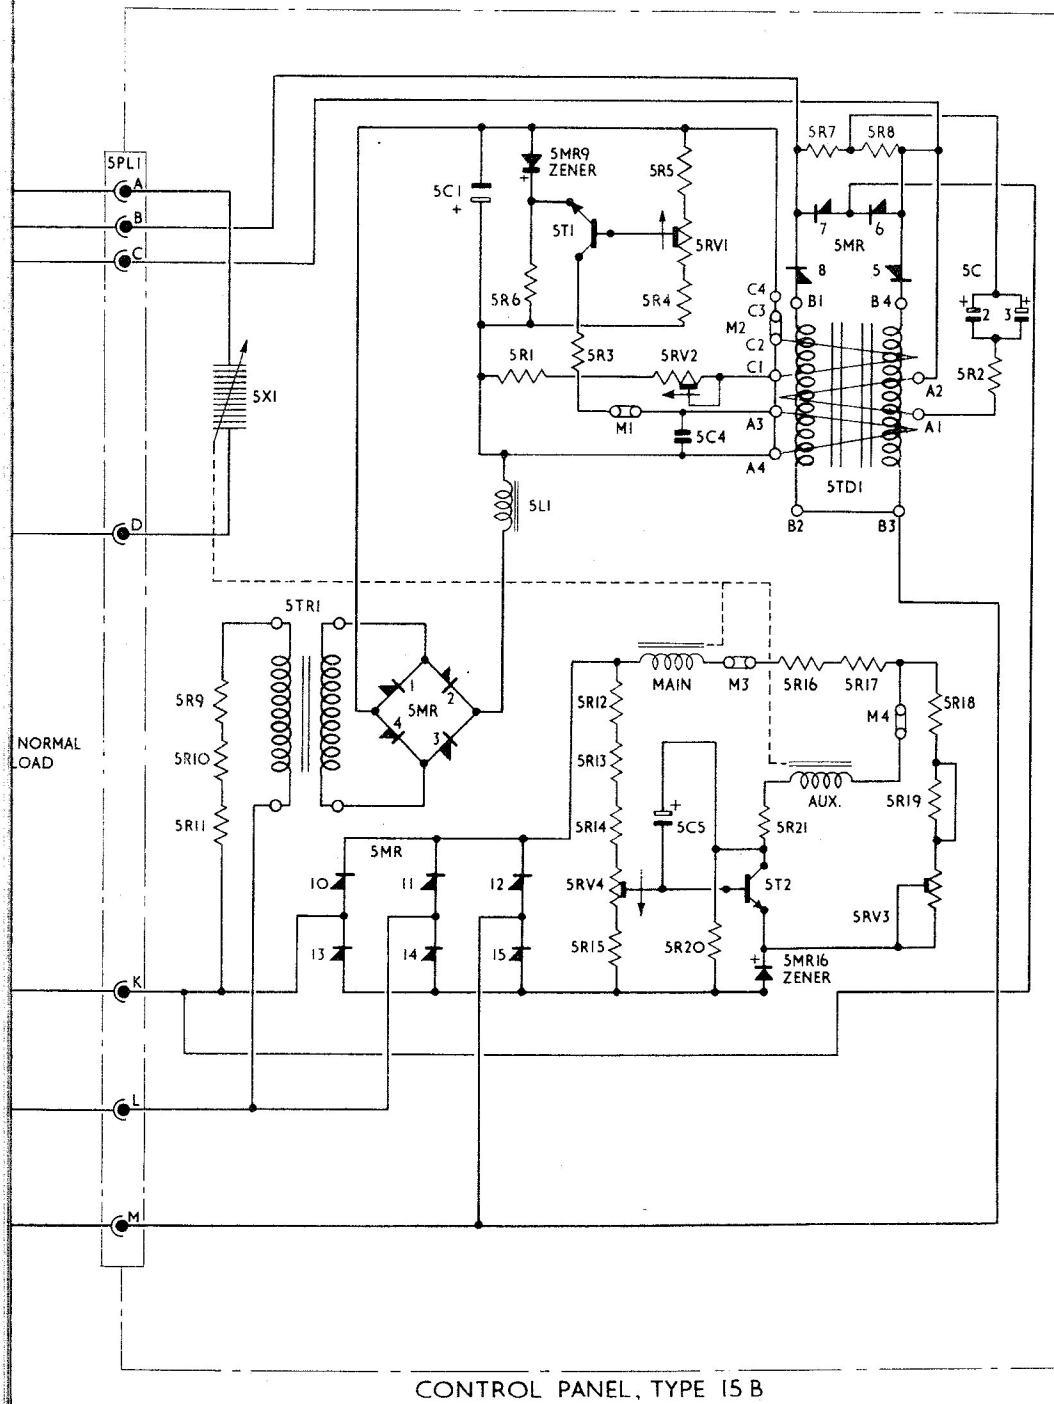 5PL1
A
B
C
5R7 5R8
5MR9
ZENER
5R5
5C1
+
+
5T1
5RV1
7 6
5MR
8 5
5C
5R6
5R4
C4
C3
M2
C2
B1
B4
+ 2 3 +
5X1
5R1
5R3
5RV2
C1
A2
5R2
M1
5C4
A3
A1
A4
5TD1
D
5L1
B2
B3
5TR1
MAIN
M3
5R16
5R17
5R9
1
2
5MR
4
3
5R12
M4
5R18
NORMAL
LOAD
5R10
5R13
AUX.
5R19
5R11
5R14
+
5C5
5R21
5MR
10 11 12
5RV4
5T2
5RV3
13 14 15
5R15
5R20
+
5MR16
ZENER
K
L
M
CONTROL PANEL, TYPE 15B